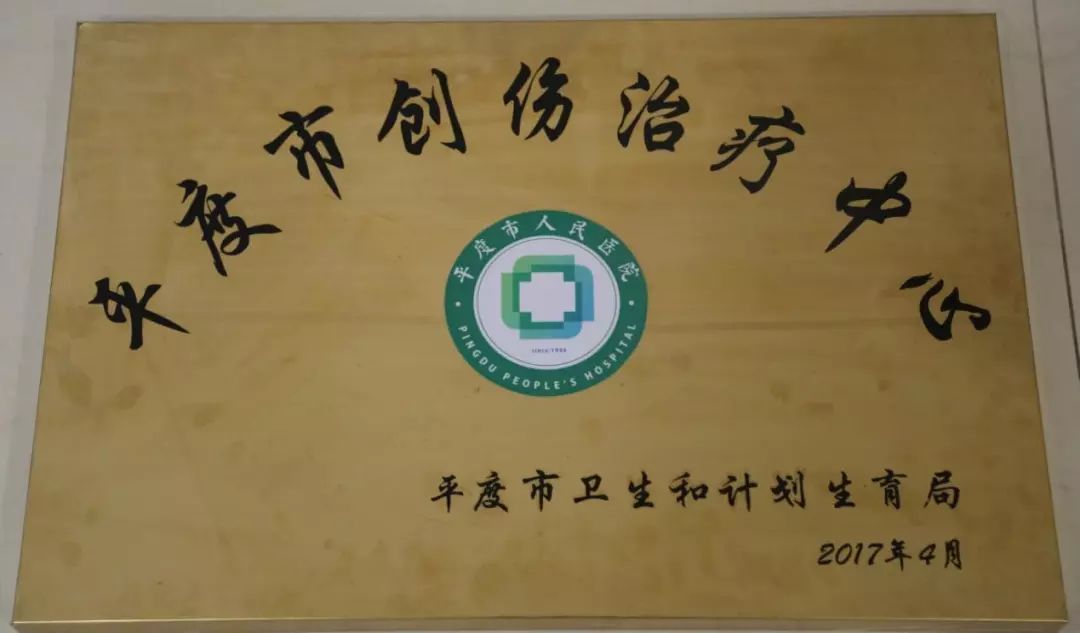 平度市创伤治疗中心
平度市人民医院
PINGDU PEOPLE'S HOSPITAL
平度市卫生和计划生育局
2017年4月